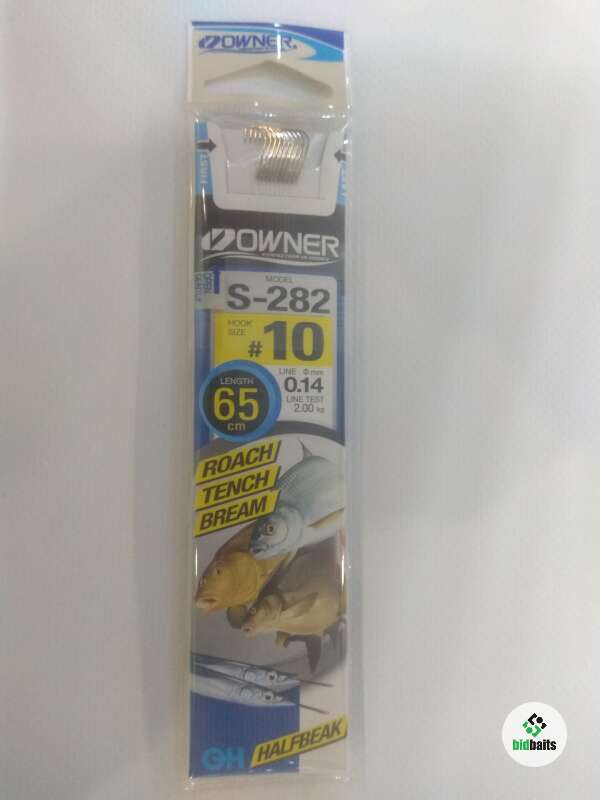 OWNER
FIRST
OWNER
MODEL
S-282
HOOK
SIZE
#10
LINE Φmm
0.14
LINE TEST
2.00 kg
LENGTH
65
cm
ROACH
TENCH
BREAM
HALFBEAK
bidbaits